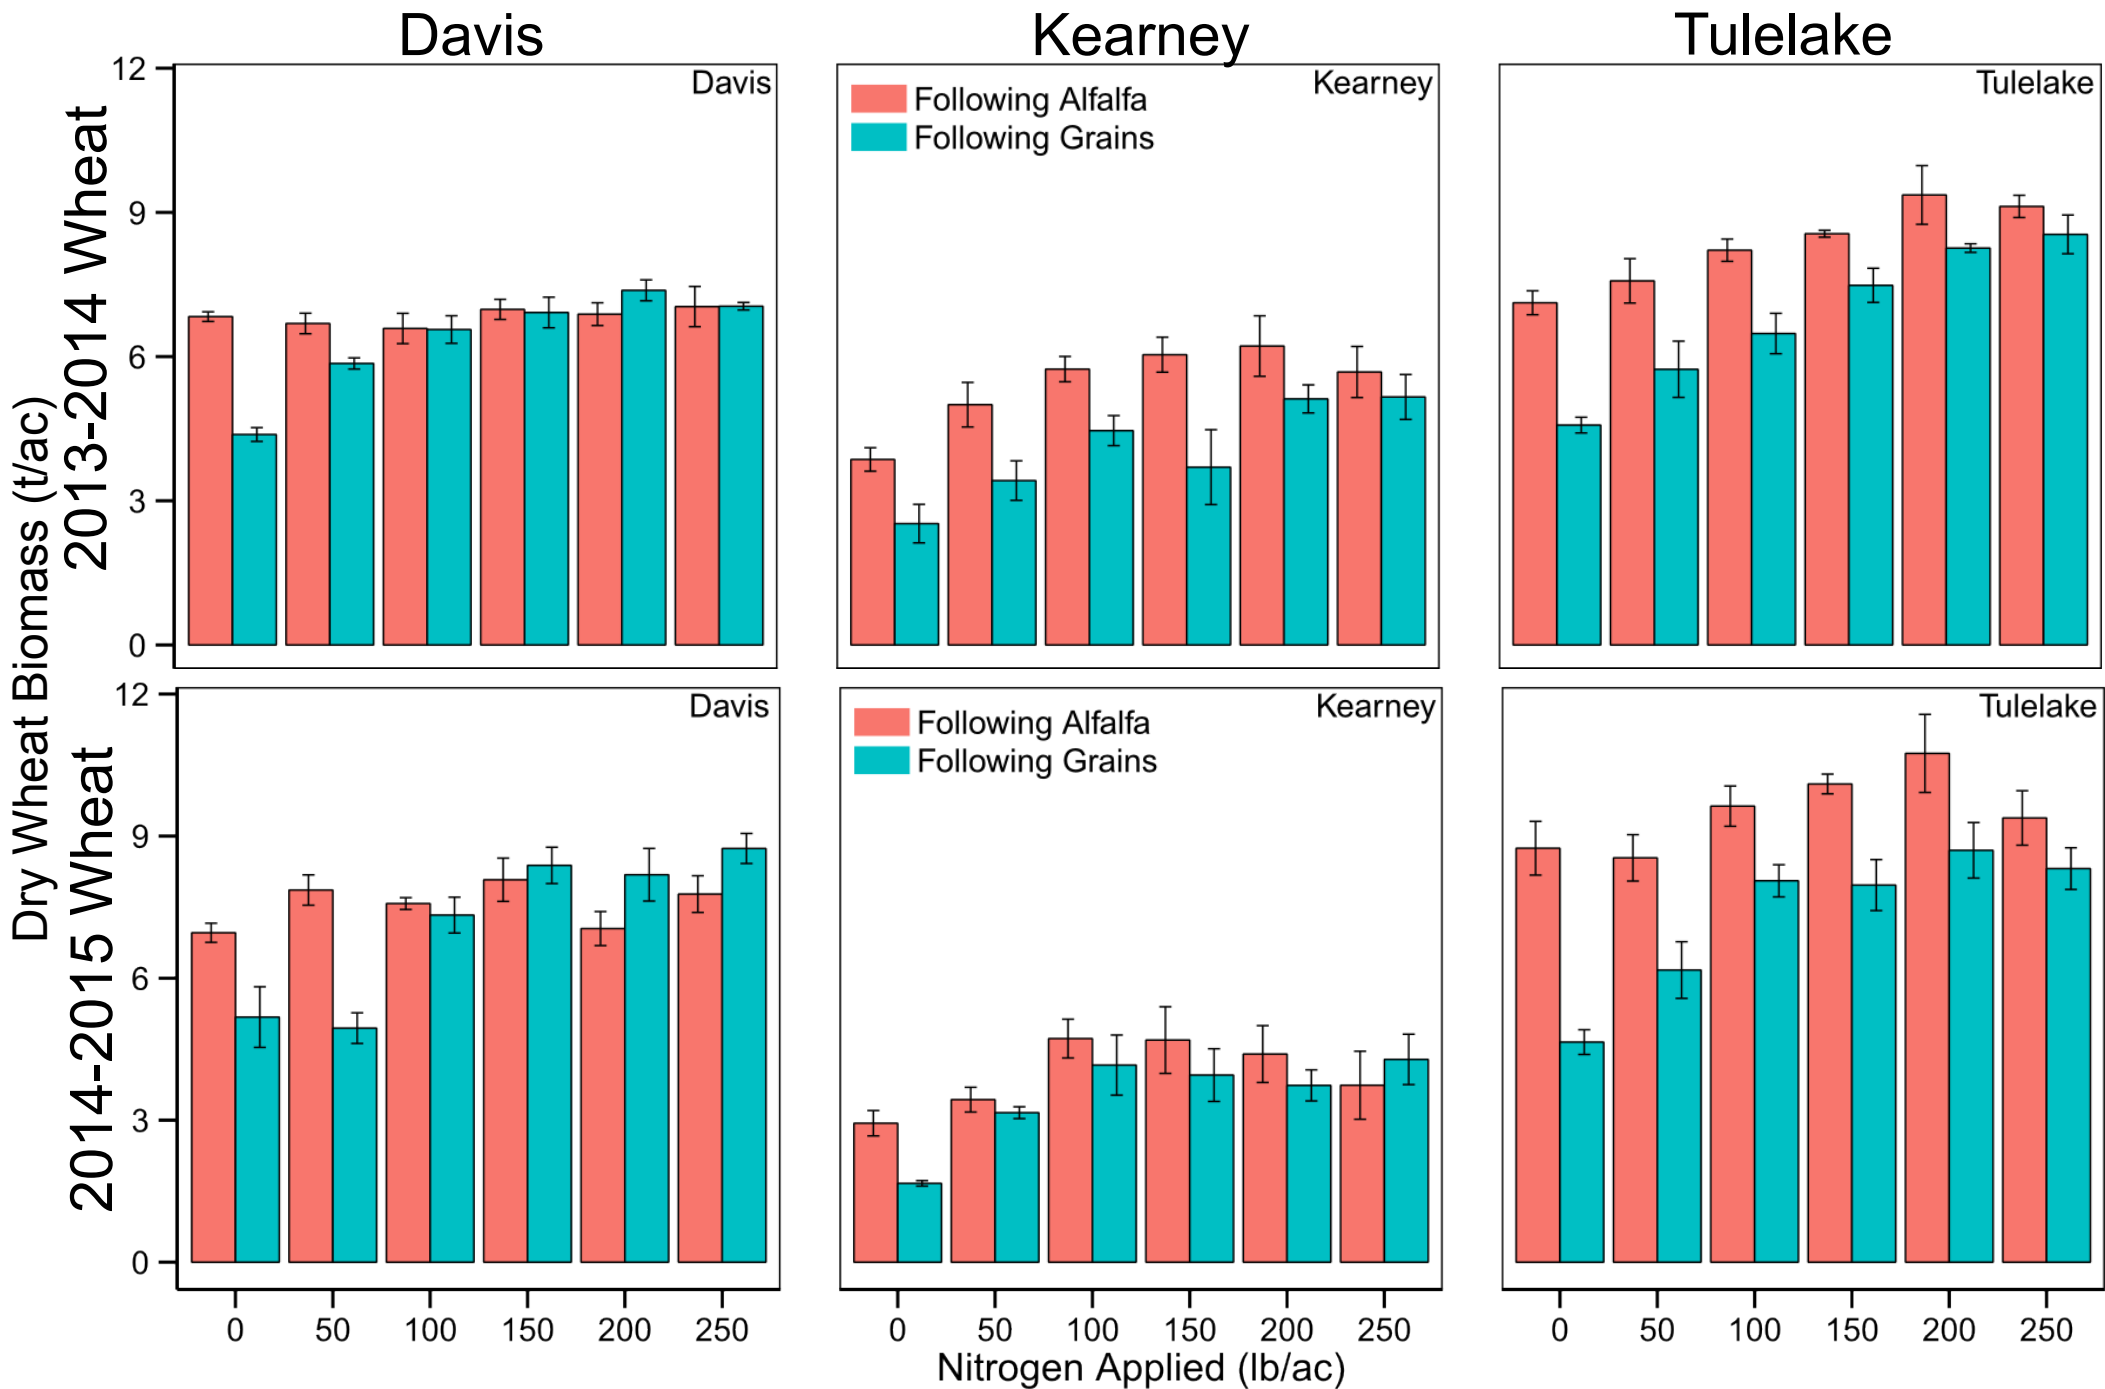 Davis
Kearney
Tulelake
Dry Wheat Biomass (t/ac)
2013-2014 Wheat
12
9
6
3
0
Davis
Kearney
Following Alfalfa
Following Grains
Tulelake
2014-2015 Wheat
12
9
6
3
0
Davis
Kearney
Following Alfalfa
Following Grains
Tulelake
0 50 100 150 200 250
0 50 100 150 200 250
0 50 100 150 200 250
Nitrogen Applied (lb/ac)